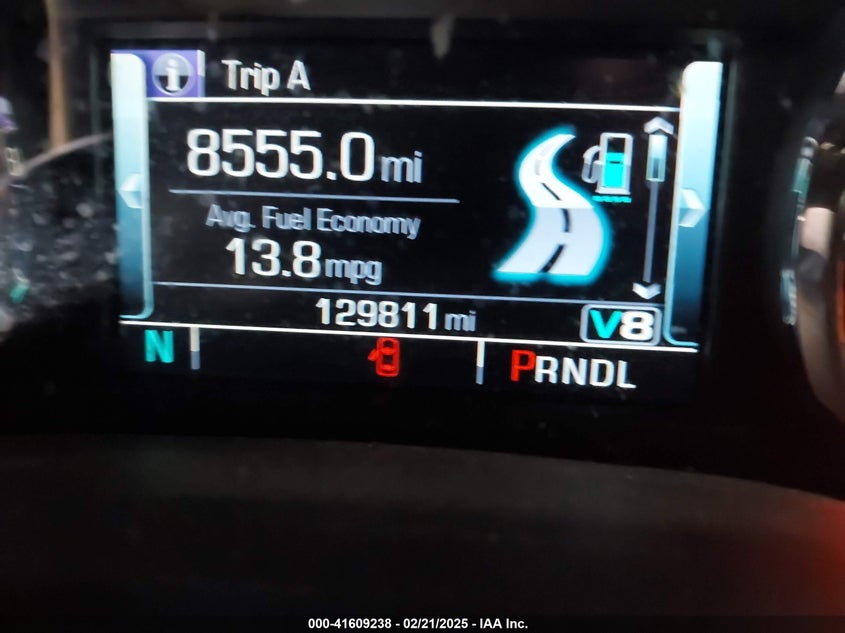 i Trip A
8555.0 mi
Avg. Fuel Economy
13.8 mpg
129811 mi
V8
N
PRNDL
000-41609238 - 02/21/2025 - IAA Inc.